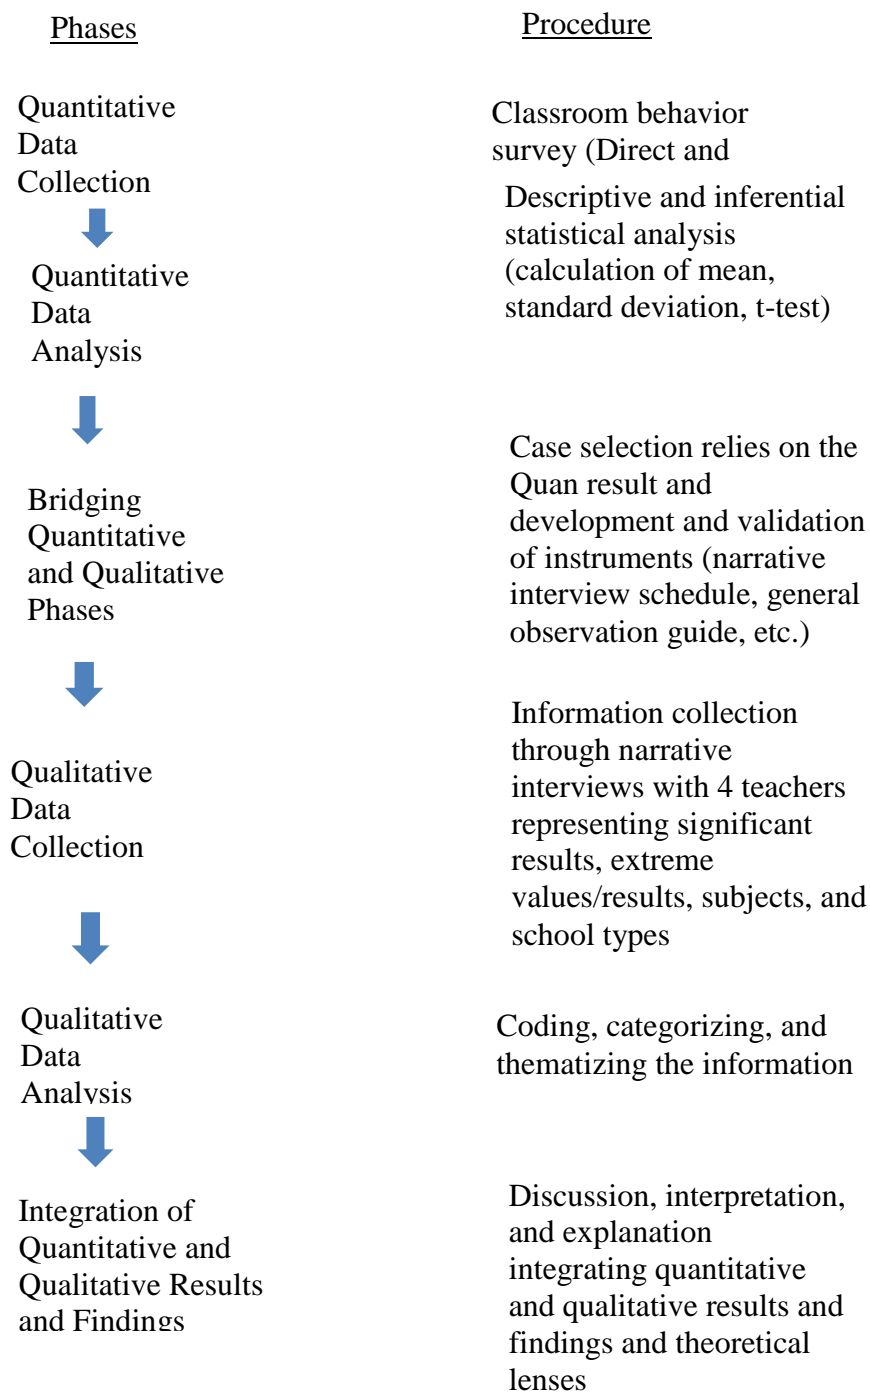 Phases
Procedure
Quantitative
Data
Collection
Classroom behavior
survey (Direct and
Quantitative
Data
Analysis
Descriptive and inferential
statistical analysis
(calculation of mean,
standard deviation, t-test)
Bridging
Quantitative
and Qualitative
Phases
Case selection relies on the
Quan result and
development and validation
of instruments (narrative
interview schedule, general
observation guide, etc.)
Qualitative
Data
Collection
Information collection
through narrative
interviews with 4 teachers
representing significant
results, extreme
values/results, subjects, and
school types
Qualitative
Data
Analysis
Coding, categorizing, and
thematizing the information
Integration of
Quantitative and
Qualitative Results
and Findings
Discussion, interpretation,
and explanation
integrating quantitative
and qualitative results and
findings and theoretical
lenses